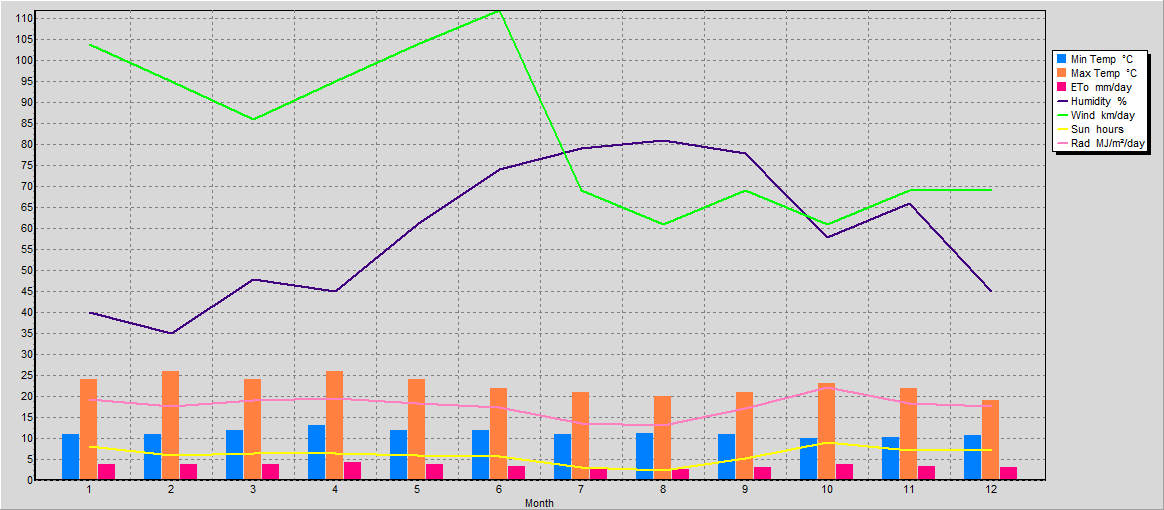 110
105
100
95
90
85
80
75
70
65
60
55
50
45
40
35
30
25
20
15
10
5
0
1 2 3 4 5 6 7 8 9 10 11 12
Month
Min Temp °C
Max Temp °C
ETo mm/day
Humidity %
Wind km/day
Sun hours
Rad MJ/m²/day